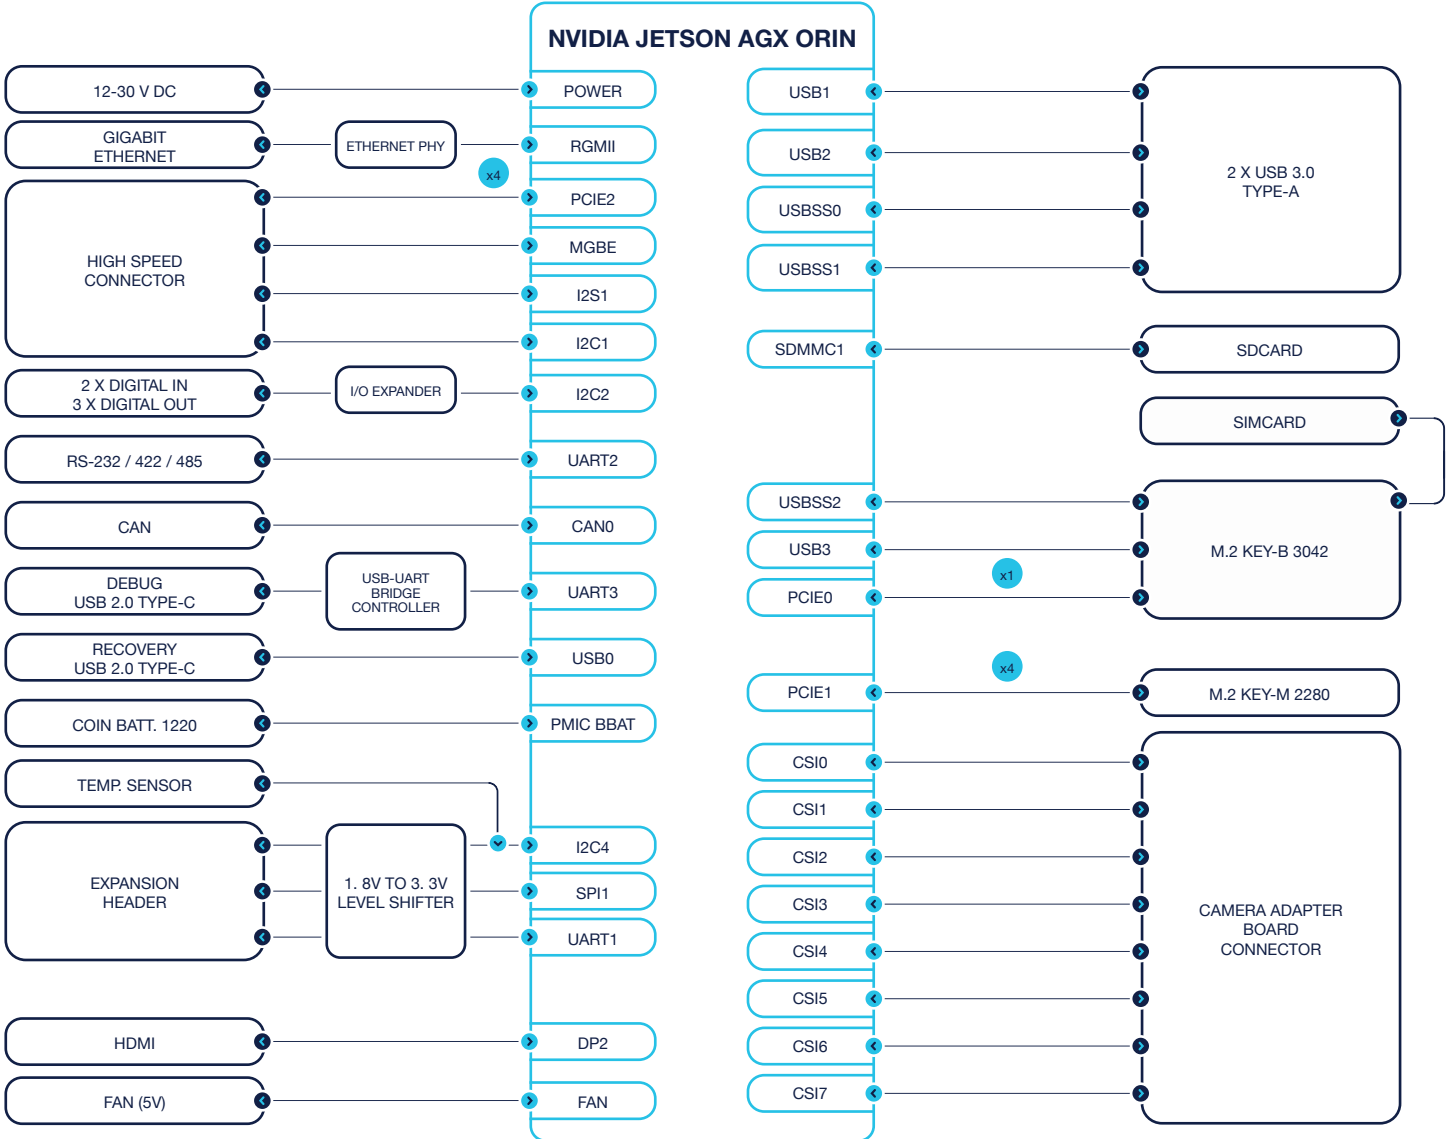 NVIDIA JETSON AGX ORIN
12-30 V DC
POWER
GIGABIT
ETHERNET
ETHERNET PHY
RGMII
x4
HIGH SPEED
CONNECTOR
PCIE2
MGBE
I2S1
I2C1
2 X DIGITAL IN
3 X DIGITAL OUT
I/O EXPANDER
I2C2
RS-232 / 422 / 485
UART2
CAN
CAN0
DEBUG
USB 2.0 TYPE-C
USB-UART
BRIDGE
CONTROLLER
UART3
RECOVERY
USB 2.0 TYPE-C
USB0
COIN BATT. 1220
PMIC BBAT
TEMP. SENSOR
EXPANSION
HEADER
1. 8V TO 3. 3V
LEVEL SHIFTER
I2C4
SPI1
UART1
HDMI
DP2
FAN (5V)
FAN
USB1
USB2
USBSS0
USBSS1
2 X USB 3.0
TYPE-A
SDMMC1
SDCARD
SIMCARD
USBSS2
USB3
x1
PCIE0
M.2 KEY-B 3042
x4
PCIE1
M.2 KEY-M 2280
CSI0
CSI1
CSI2
CSI3
CSI4
CSI5
CSI6
CSI7
CAMERA ADAPTER
BOARD
CONNECTOR